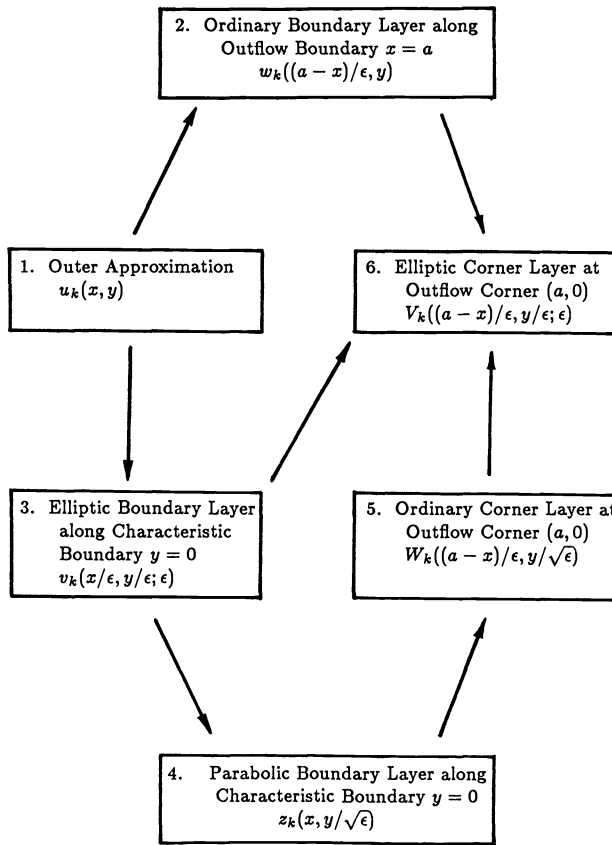 2. Ordinary Boundary Layer along
Outflow Boundary x = a
w_k((a − x)/ϵ, y)
1. Outer Approximation
u_k(x, y)
6. Elliptic Corner Layer at
Outflow Corner (a, 0)
V_k((a − x)/ϵ, y/ϵ; ϵ)
3. Elliptic Boundary Layer
along Characteristic
Boundary y = 0
v_k(x/ϵ, y/ϵ; ϵ)
5. Ordinary Corner Layer at
Outflow Corner (a, 0)
W_k((a − x)/ϵ, y/√ϵ)
4. Parabolic Boundary Layer along
Characteristic Boundary y = 0
z_k(x, y/√ϵ)